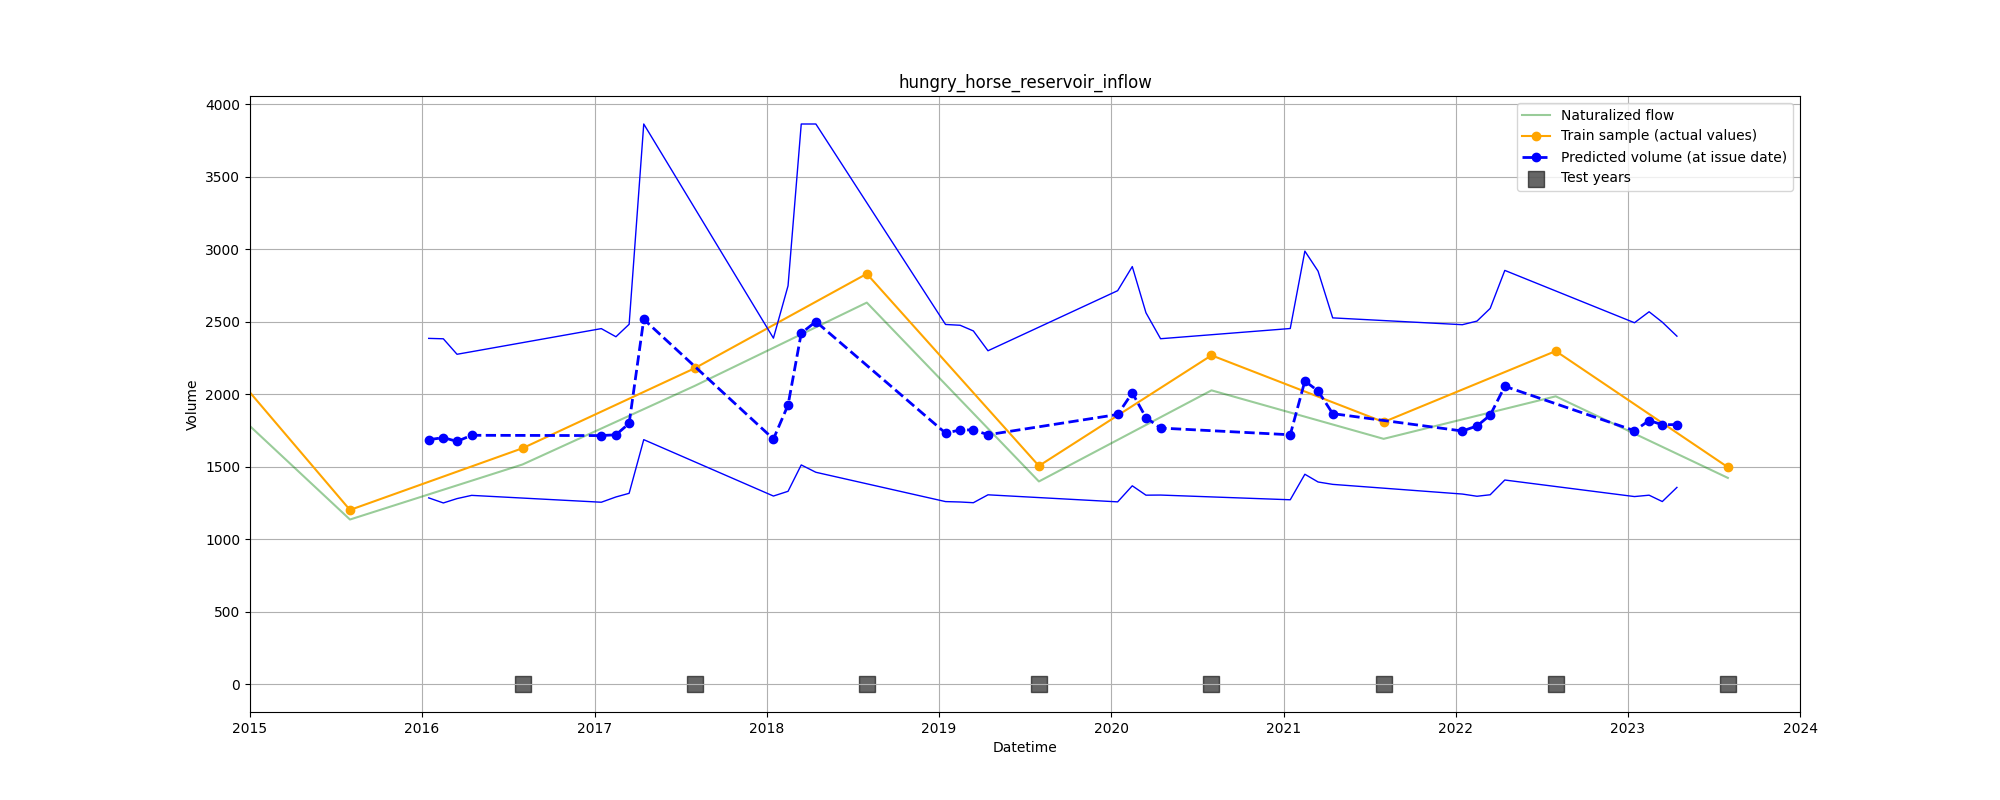 hungry_horse_reservoir_inflow
4000
3500
3000
2500
2000
1500
1000
500
0
Volume
Naturalized flow
Train sample (actual values)
Predicted volume (at issue date)
Test years
2015 2016 2017 2018 2019 2020 2021 2022 2023 2024
Datetime